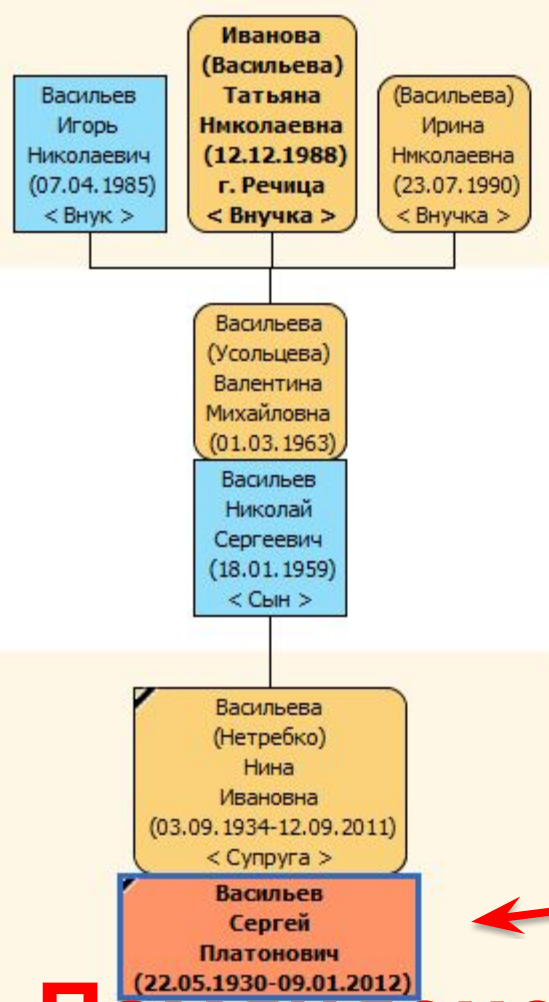 Васильев
Игорь
Николаевич
(07.04.1985)
< Внук >
Иванова
(Васильева)
Татьяна
Нмколаевна
(12.12.1988)
г. Речица
< Внучка >
(Васильева)
Ирина
Нмколаевна
(23.07.1990)
< Внучка >
Васильева
(Усольцева)
Валентина
Михайловна
(01.03.1963)
Васильев
Николай
Сергеевич
(18.01.1959)
< Сын >
Васильева
(Нетребко)
Нина
Ивановна
(03.09.1934-12.09.2011)
< Супруга >
Васильев
Сергей
Платонович
(22.05.1930-09.01.2012)